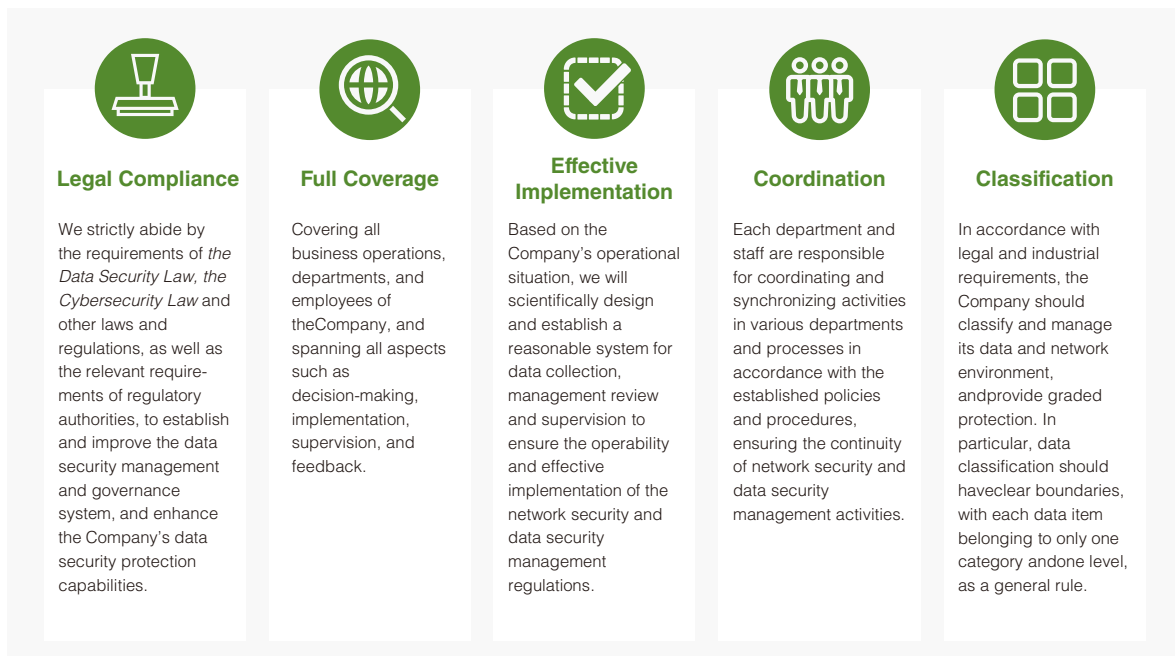 Legal Compliance
We strictly abide by
the requirements of the
Data Security Law, the
Cybersecurity Law and
other laws and
regulations, as well as
the relevant require-
ments of regulatory
authorities, to establish
and improve the data
security management
and governance
system, and enhance
the Company's data
security protection
capabilities.
Full Coverage
Covering all
business operations,
departments, and
employees of
theCompany, and
spanning all aspects
such as
decision-making,
implementation,
supervision, and
feedback.
Effective
Implementation
Based on the
Company's operational
situation, we will
scientifically design
and establish a
reasonable system for
data collection,
management review
and supervision to
ensure the operability
and effective
implementation of the
network security and
data security
management
regulations.
Coordination
Each department and
staff are responsible
for coordinating and
synchronizing activities
in various departments
and processes in
accordance with the
established policies
and procedures,
ensuring the continuity
of network security and
data security
management activities.
Classification
In accordance with
legal and industrial
requirements, the
Company should
classify and manage
its data and network
environment,
andprovide graded
protection. In
particular, data
classification should
haveclear boundaries,
with each data item
belonging to only one
category andone level,
as a general rule.